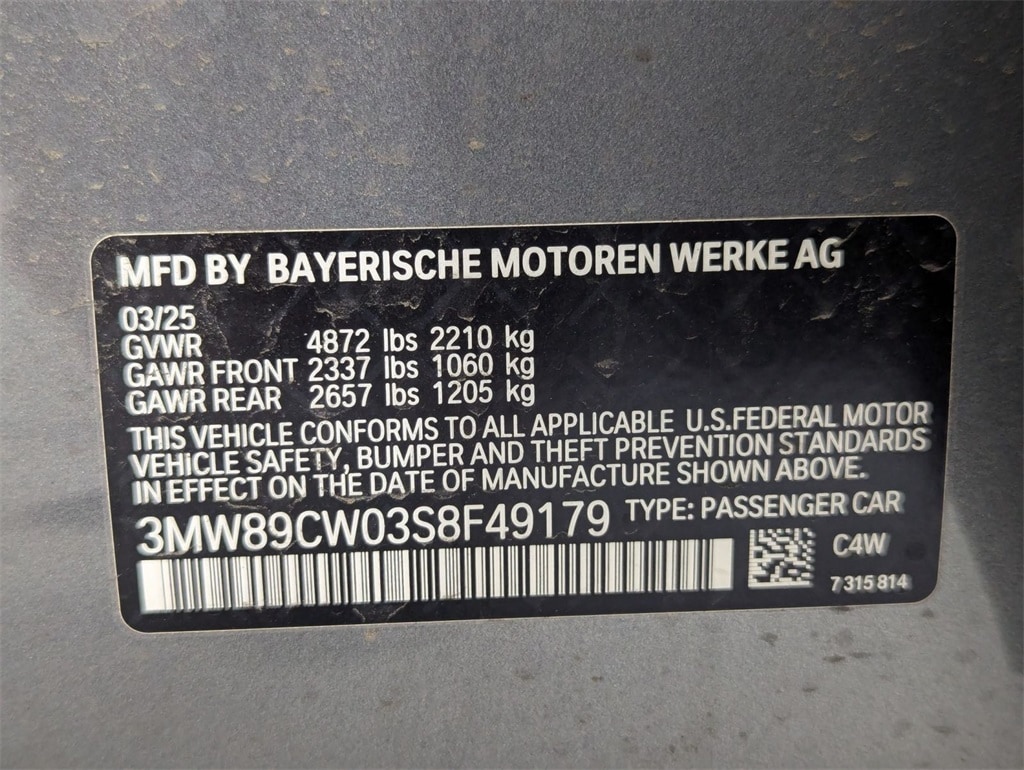 MFD BY BAYERISCHE MOTOREN WERKE AG
03/25
GVWR 4872 lbs 2210 kg
GAWR FRONT 2337 lbs 1060 kg
GAWR REAR 2657 lbs 1205 kg
THIS VEHICLE CONFORMS TO ALL APPLICABLE U.S.FEDERAL MOTOR
VEHICLE SAFETY, BUMPER AND THEFT PREVENTION STANDARDS
IN EFFECT ON THE DATE OF MANUFACTURE SHOWN ABOVE.
3MW89CW03S8F49179 TYPE: PASSENGER CAR
C4W
7 315 814